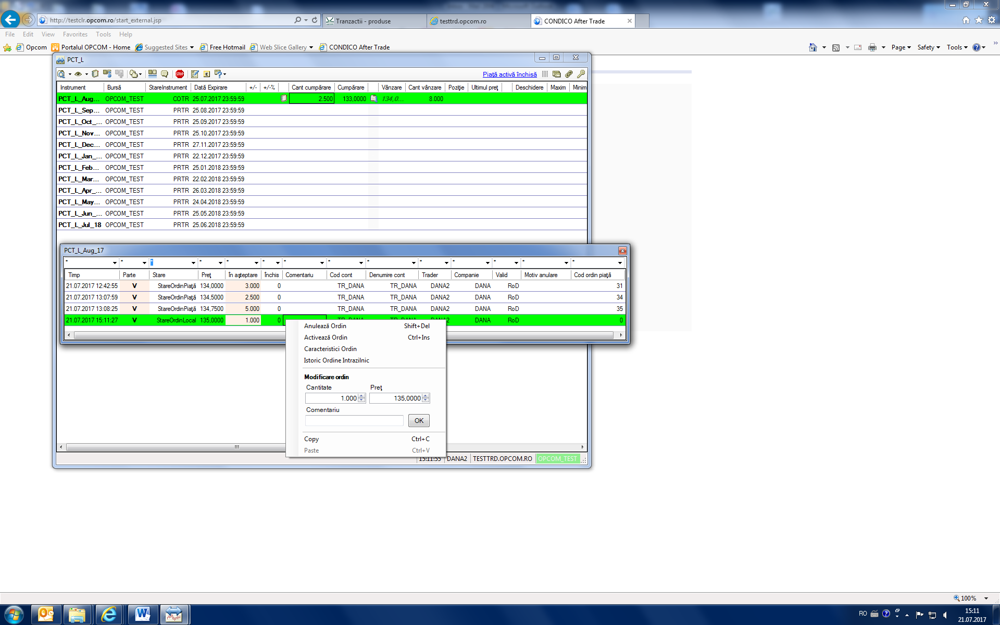 http://testclr.opcom.ro/start_external.jsp
Tranzactii - produse
testtrd.opcom.ro
CONDICO After Trade
File Edit View Favorites Tools Help
Opcom Portalul OPCOM - Home Suggested Sites Free Hotmail Web Slice Gallery CONDICO After Trade
Page Safety Tools
PCT_L
STOP
Piaţă activă închisă
Instrument Bursă StareInstrument Dată Expirare +/- +/-% Cant cumpărare Cumpărare Vânzare Cant vânzare Poziţie Ultimul preţ Deschidere Maxim Minim
PCT_L_Aug... OPCOM_TEST COTR 25.07.2017 23:59:59 2.500 133,0000 134,0... 8.000
PCT_L_Sep... OPCOM_TEST PRTR 25.08.2017 23:59:59
PCT_L_Oct_... OPCOM_TEST PRTR 25.09.2017 23:59:59
PCT_L_Nov... OPCOM_TEST PRTR 25.10.2017 23:59:59
PCT_L_Dec... OPCOM_TEST PRTR 27.11.2017 23:59:59
PCT_L_Jan_... OPCOM_TEST PRTR 22.12.2017 23:59:59
PCT_L_Feb... OPCOM_TEST PRTR 25.01.2018 23:59:59
PCT_L_Mar... OPCOM_TEST PRTR 22.02.2018 23:59:59
PCT_L_Apr_... OPCOM_TEST PRTR 26.03.2018 23:59:59
PCT_L_May... OPCOM_TEST PRTR 24.04.2018 23:59:59
PCT_L_Jun_... OPCOM_TEST PRTR 25.05.2018 23:59:59
PCT_L_Jul_18 OPCOM_TEST PRTR 25.06.2018 23:59:59
PCT_L_Aug_17
* * * * * * * * * * * * * *
Timp Parte Stare Preţ În aşteptare Închis Comentariu Cod cont Denumire cont Trader Companie Valid Motiv anulare Cod ordin piaţă
21.07.2017 12:42:55 V StareOrdinPiaţă 134,0000 3.000 0 TR_DANA TR_DANA DANA2 DANA RoD 31
21.07.2017 13:07:59 V StareOrdinPiaţă 134,5000 2.500 0 TR_DANA TR_DANA DANA2 DANA RoD 34
21.07.2017 13:08:25 V StareOrdinPiaţă 134,7500 5.000 0 TR_DANA TR_DANA DANA2 DANA RoD 35
21.07.2017 15:11:27 V StareOrdinLocal 135,0000 1.000 0 TR_DANA TR_DANA DANA2 DANA RoD 0
Anulează Ordin Shift+Del
Activează Ordin Ctrl+Ins
Caracteristici Ordin
Istoric Ordine Intrazilnic
Modificare ordin
Cantitate Preţ
1.000 135,0000
Comentariu
OK
Copy Ctrl+C
Paste Ctrl+V
15:11:55 DANA2 TESTTRD.OPCOM.RO OPCOM_TEST
100%
RO
15:11
21.07.2017